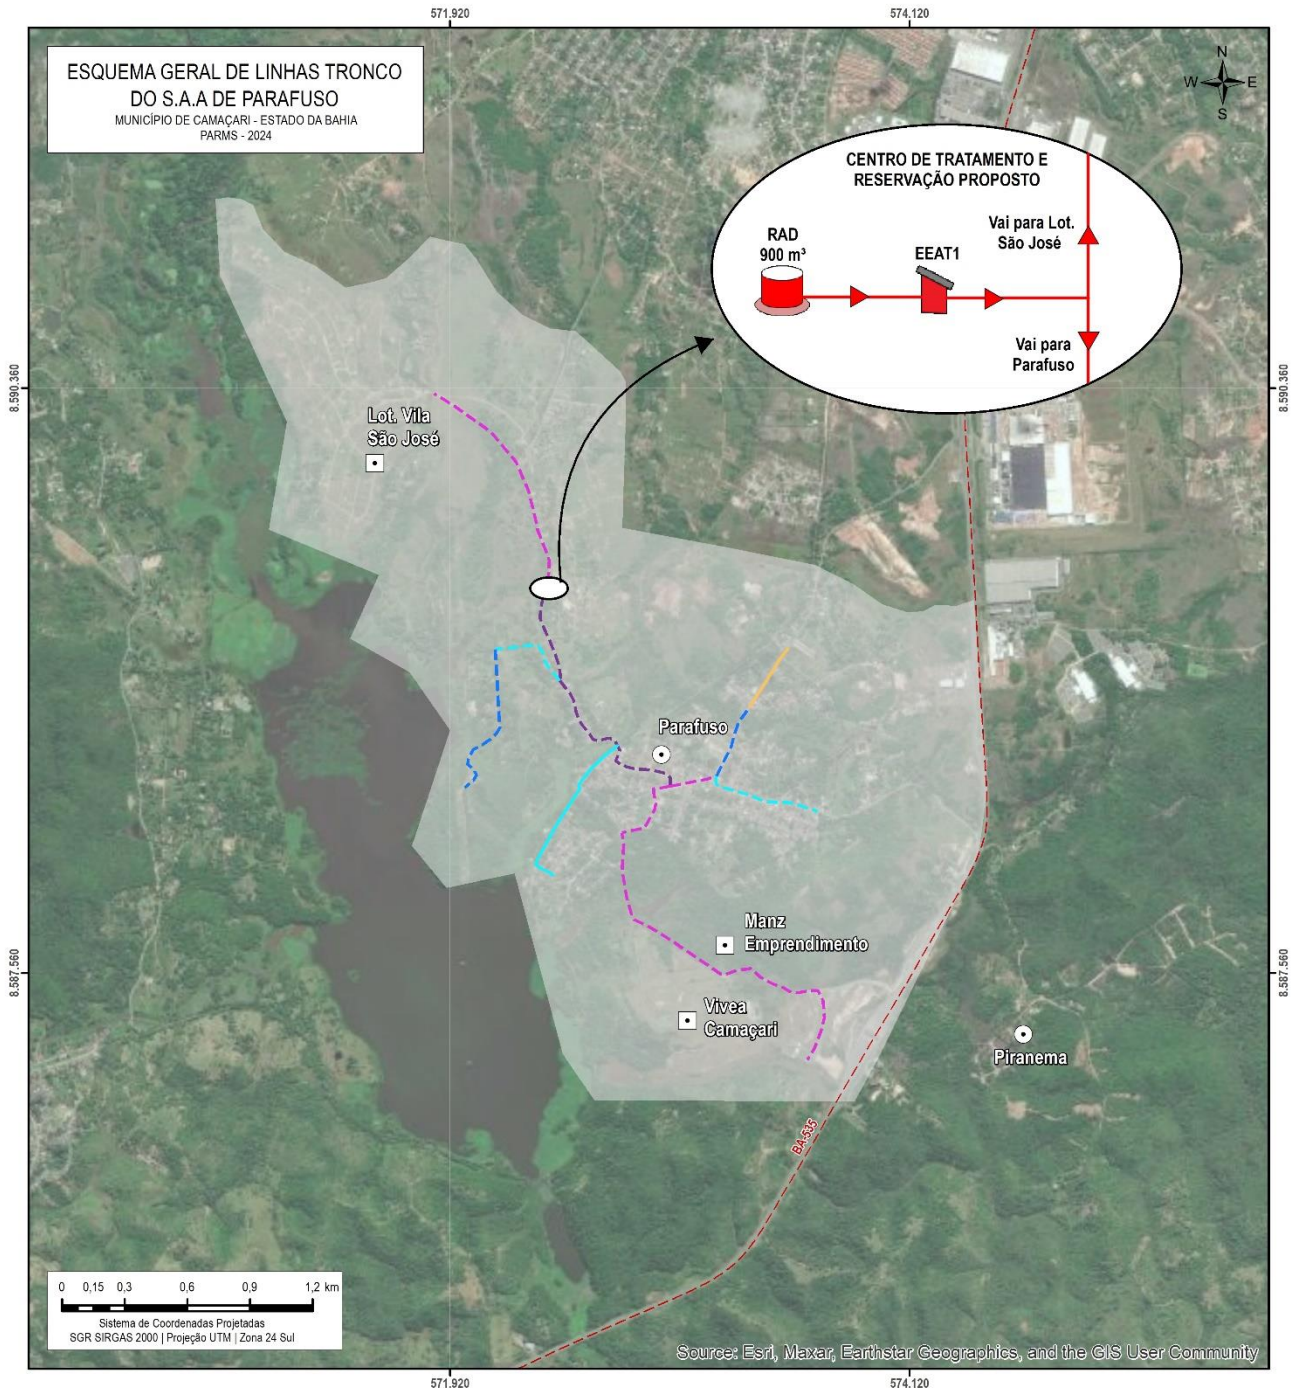 571.920
574.120
ESQUEMA GERAL DE LINHAS TRONCO
DO S.A.A DE PARAFUSO
MUNICÍPIO DE CAMAÇARI - ESTADO DA BAHIA
PARMS - 2024
N
W
E
S
CENTRO DE TRATAMENTO E
RESERVAÇÃO PROPOSTO
RAD
900 m³
EEAT1
Vai para Lot.
São José
Vai para
Parafuso
8.590.360
8.590.360
Lot. Vila
São José
Parafuso
Manz
Emprendimento
8.587.560
8.587.560
Vivea
Camaçari
Piranema
BA-535
0 0,15 0,3 0,6 0,9 1,2 km
Sistema de Coordenadas Projetadas
SGR SIRGAS 2000 | Projeção UTM | Zona 24 Sul
Source: Esri, Maxar, Earthstar Geographics, and the GIS User Community
571.920
574.120